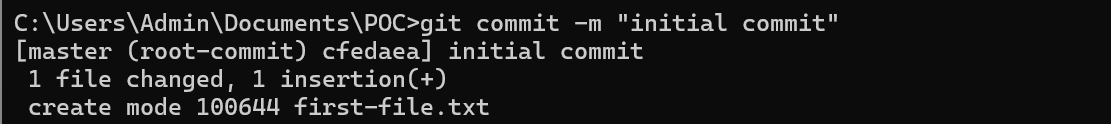 C:\Users\Admin\Documents\POC>git commit -m "initial commit"
[master (root-commit) cfedaea] initial commit
 1 file changed, 1 insertion(+)
 create mode 100644 first-file.txt